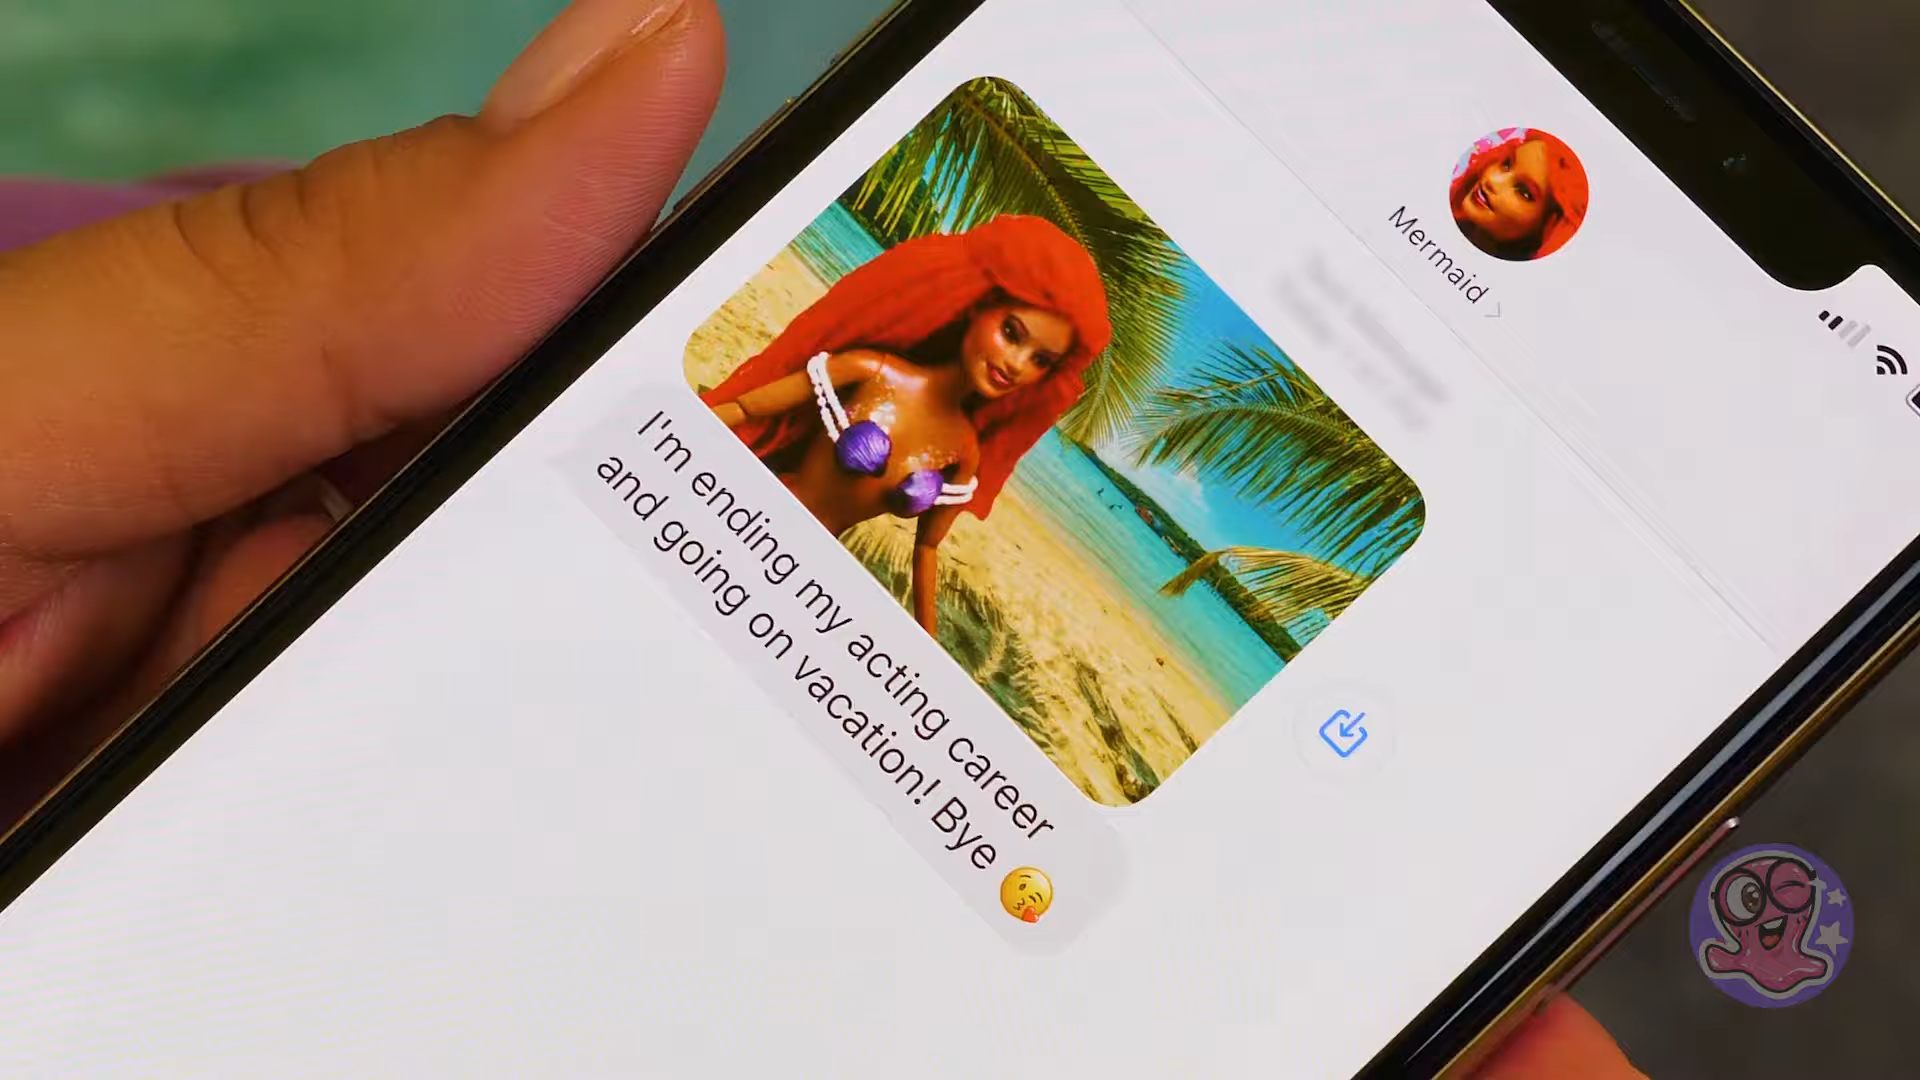 Mermaid >
I'm ending my acting career
and going on vacation! Bye 😘